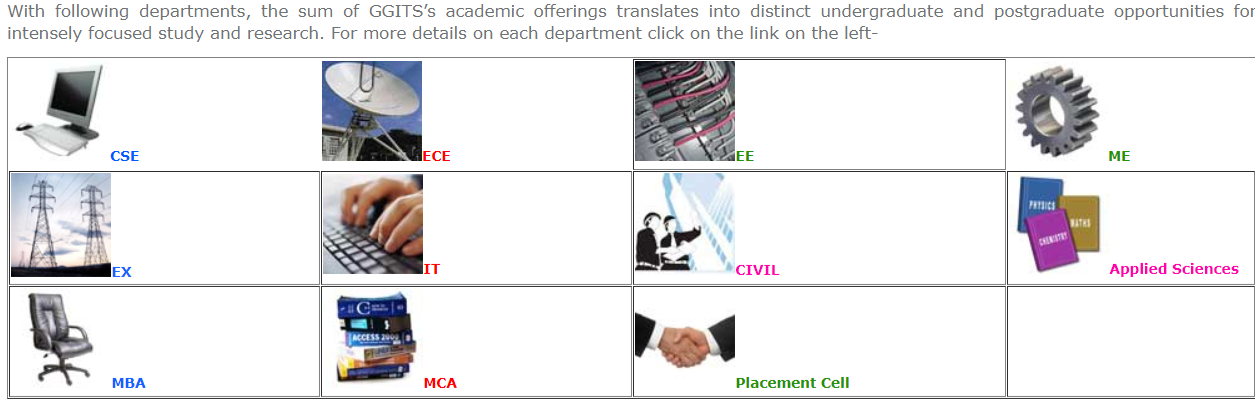 With following departments, the sum of GGITS’s academic offerings translates into distinct undergraduate and postgraduate opportunities for
intensely focused study and research. For more details on each department click on the link on the left-
CSE
ECE
EE
ME
EX
IT
CIVIL
PHYSICS
MATHS
CHEMISTRY
Applied Sciences
MBA
ACCESS 2000
MCA
Placement Cell